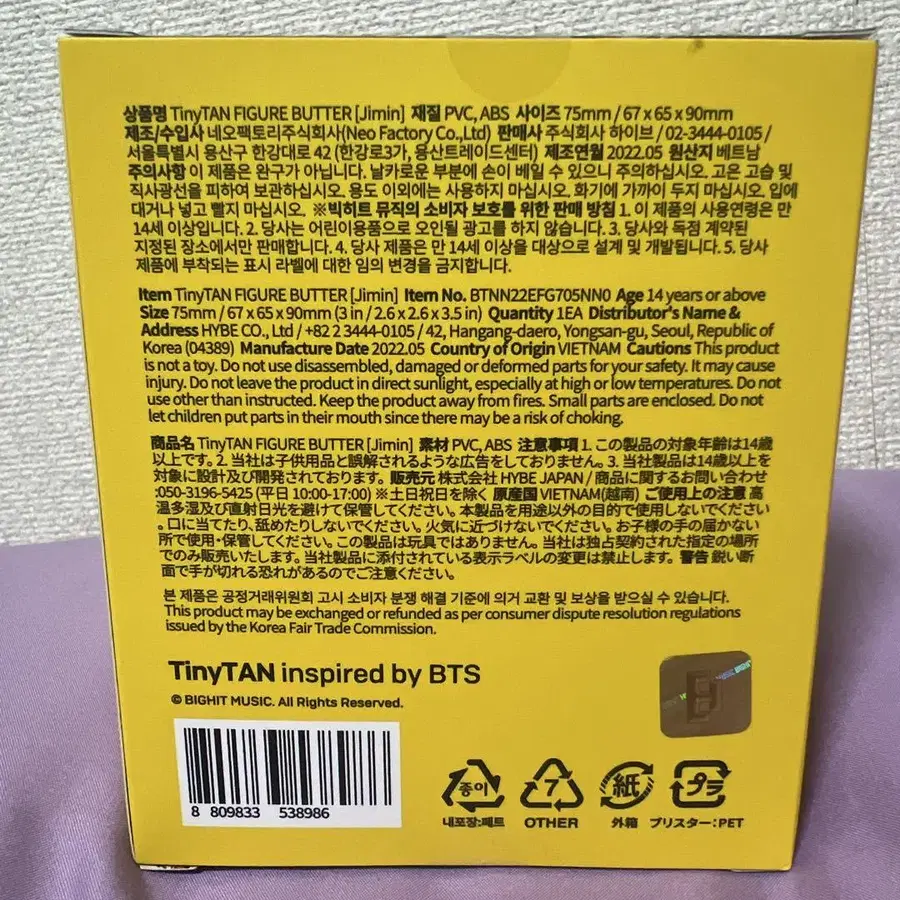 상품명 TinyTAN FIGURE BUTTER [Jimin] 재질 PVC, ABS 사이즈 75mm / 67 x 65 x 90mm
제조/수입사 네오팩토리주식회사(Neo Factory Co.,Ltd) 판매사 주식회사 하이브 / 02-3444-0105 /
서울특별시 용산구 한강대로 42 (한강로3가, 용산트레이드센터) 제조연월 2022.05 원산지 베트남
주의사항 이 제품은 완구가 아닙니다. 날카로운 부분에 손이 베일 수 있으니 주의하십시오. 고온 고습 및
직사광선을 피하여 보관하십시오. 용도 이외에는 사용하지 마십시오. 화기에 가까이 두지 마십시오. 입에
대거나 넣고 빨지 마십시오. ※빅히트 뮤직의 소비자 보호를 위한 판매 방침 1. 이 제품의 사용연령은 만
14세 이상입니다. 2. 당사는 어린이용품으로 오인될 광고를 하지 않습니다. 3. 당사와 독점 계약된
지정된 장소에서만 판매합니다. 4. 당사 제품은 만 14세 이상을 대상으로 설계 및 개발됩니다. 5. 당사
제품에 부착되는 표시 라벨에 대한 임의 변경을 금지합니다.
Item TinyTAN FIGURE BUTTER [Jimin] Item No. BTNN22EFG705NN0 Age 14 years or above
Size 75mm / 67 x 65 x 90mm (3 in / 2.6 x 2.6 x 3.5 in) Quantity 1EA Distributor's Name &
Address HYBE CO., Ltd / +82 2 3444-0105 / 42, Hangang-daero, Yongsan-gu, Seoul, Republic of
Korea (04389) Manufacture Date 2022.05 Country of Origin VIETNAM Cautions This product
is not a toy. Do not use disassembled, damaged or deformed parts for your safety. It may cause
injury. Do not leave the product in direct sunlight, especially at high or low temperatures. Do not
use other than instructed. Keep the product away from fires. Small parts are enclosed. Do not
let children put parts in their mouth since there may be a risk of choking.
商品名 TinyTAN FIGURE BUTTER [Jimin] 素材 PVC, ABS 注意事項 1. この製品の対象年齢は14歳
以上です。2. 当社は子供用品と誤解されるような広告をしておりません。3. 当社製品は14歳以上を
対象に設計及び開発されております。 販売元 株式会社 HYBE JAPAN / 商品に関するお問い合わせ
:050-3196-5425 (平日 10:00-17:00) ※土日祝日を除く 原産国 VIETNAM(越南) ご使用上の注意 高
温多湿及び直射日光を避けて保管してください。本製品を用途以外の目的で使用しないでください
。口に当てたり、舐めたりしないでください。火気に近づけないでください。お子様の手の届かない
所で使用・保管してください。この製品は玩具ではありません。当社は独占契約された指定の場所
でのみ販売いたします。当社製品に添付されている表示ラベルの変更は禁止します。警告 鋭い断
面で手が切れる恐れがあるのでご注意ください。
본 제품은 공정거래위원회 고시 소비자 분쟁 해결 기준에 의거 교환 및 보상을 받으실 수 있습니다.
This product may be exchanged or refunded as per consumer dispute resolution regulations
issued by the Korea Fair Trade Commission.
TinyTAN inspired by BTS
© BIGHIT MUSIC. All Rights Reserved.
8 809833 538986
종이
내포장:페트
7
OTHER
紙
外箱
プラ
ブリスター:PET